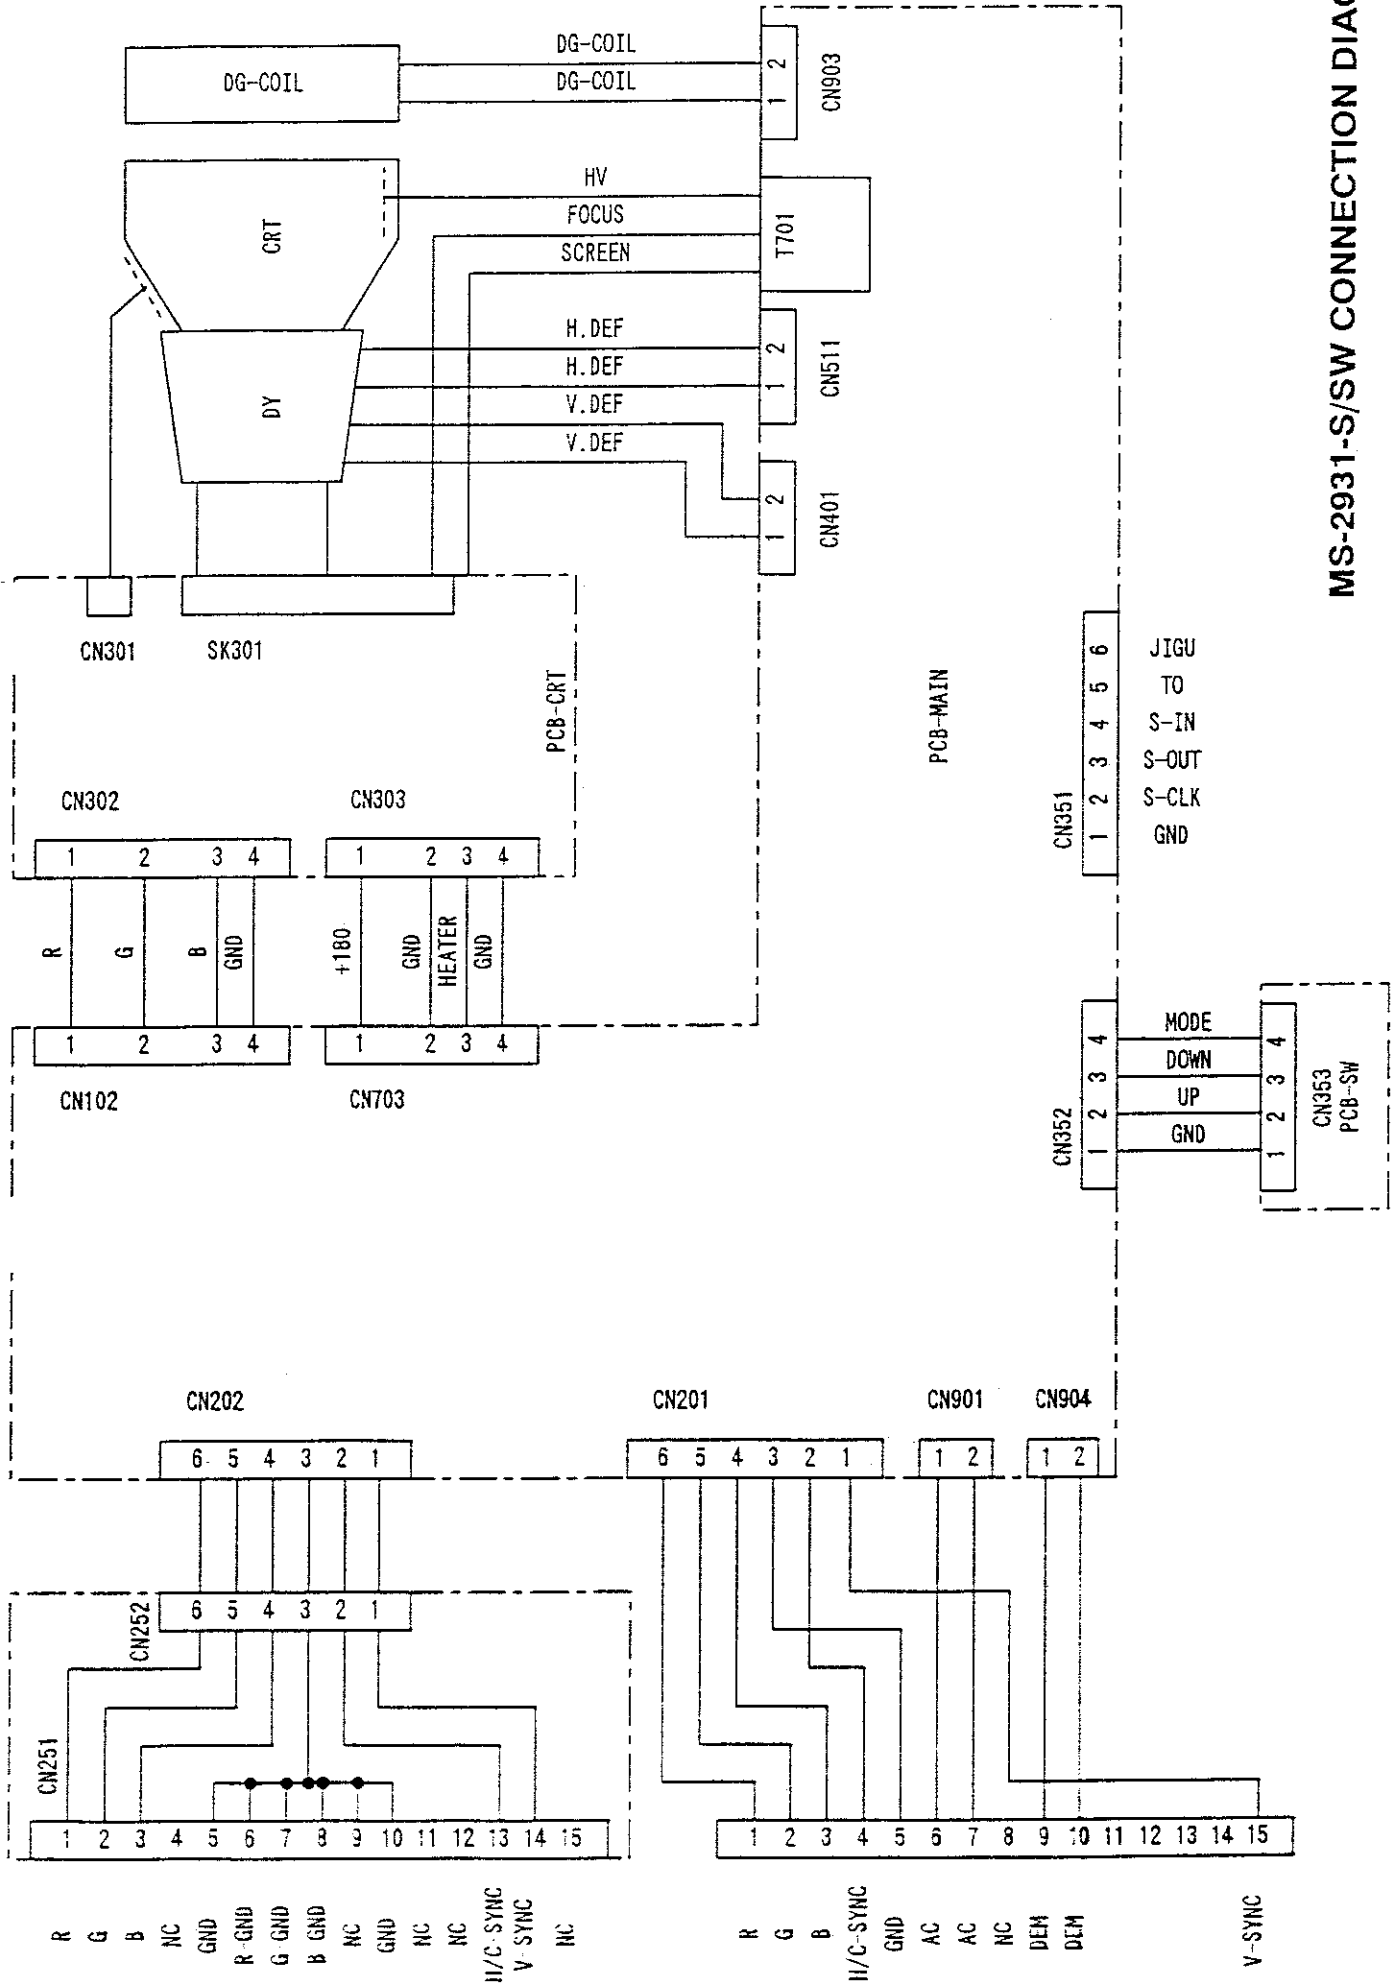 DG-COIL
DG-COIL
DG-COIL
2
1
CN903
CRT
HV
FOCUS
SCREEN
T701
DY
H.DEF
H.DEF
V.DEF
V.DEF
2
1
CN511
2
1
CN401
CN301
SK301
PCB-CRT
CN302
CN303
1 2 3 4
1 2 3 4
R
G
B
GND
+180
GND
HEATER
GND
1 2 3 4
1 2 3 4
CN102
CN703
PCB-MAIN
CN351
6 JIGU
5 TO
4 S-IN
3 S-OUT
2 S-CLK
1 GND
CN352
4 MODE 4
3 DOWN 3
2 UP 2
1 GND 1
CN353
PCB-SW
CN202
6 5 4 3 2 1
CN201
6 5 4 3 2 1
CN901
1 2
CN904
1 2
CN252
6 5 4 3 2 1
CN251
1 2 3 4 5 6 7 8 9 10 11 12 13 14 15
R
G
B
NC
GND
R-GND
G-GND
B GND
NC
GND
NC
NC
H/C-SYNC
V-SYNC
NC
1 2 3 4 5 6 7 8 9 10 11 12 13 14 15
R
G
B
H/C-SYNC
GND
AC
AC
NC
DEM
DEM
V-SYNC
MS-2931-S/SW CONNECTION DIAG